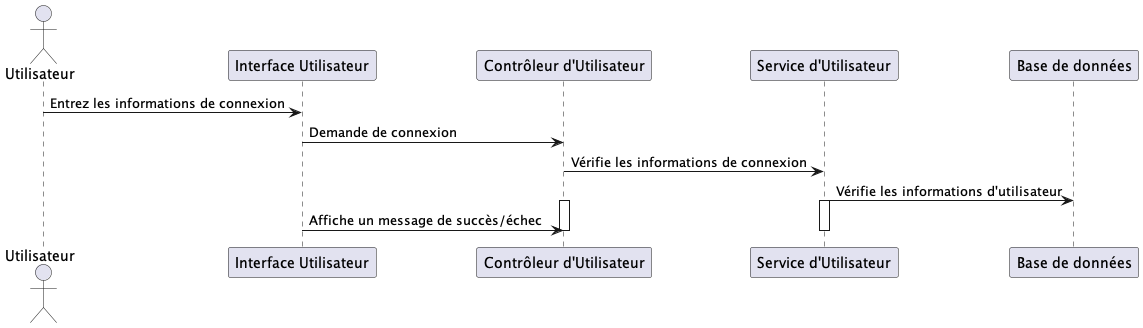 Utilisateur
Interface Utilisateur
Contrôleur d'Utilisateur
Service d'Utilisateur
Base de données
Entrez les informations de connexion
Demande de connexion
Vérifie les informations de connexion
Vérifie les informations d'utilisateur
Affiche un message de succès/échec
Utilisateur
Interface Utilisateur
Contrôleur d'Utilisateur
Service d'Utilisateur
Base de données